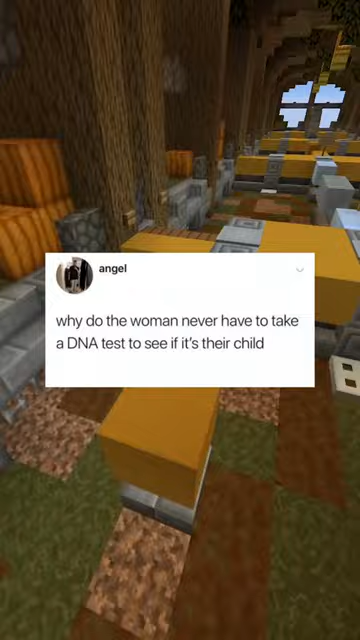 angel
why do the woman never have to take
a DNA test to see if it's their child